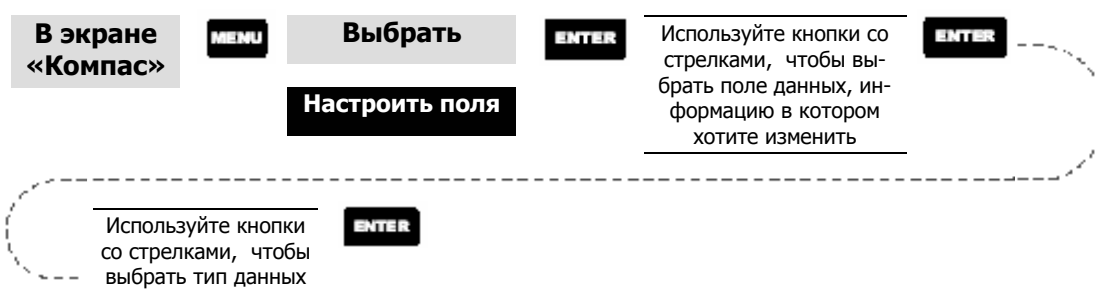 В экране
«Компас»
MENU
Выбрать
Настроить поля
ENTER
Используйте кнопки со
стрелками, чтобы вы-
брать поле данных, ин-
формацию в котором
хотите изменить
ENTER
Используйте кнопки
со стрелками, чтобы
выбрать тип данных
ENTER